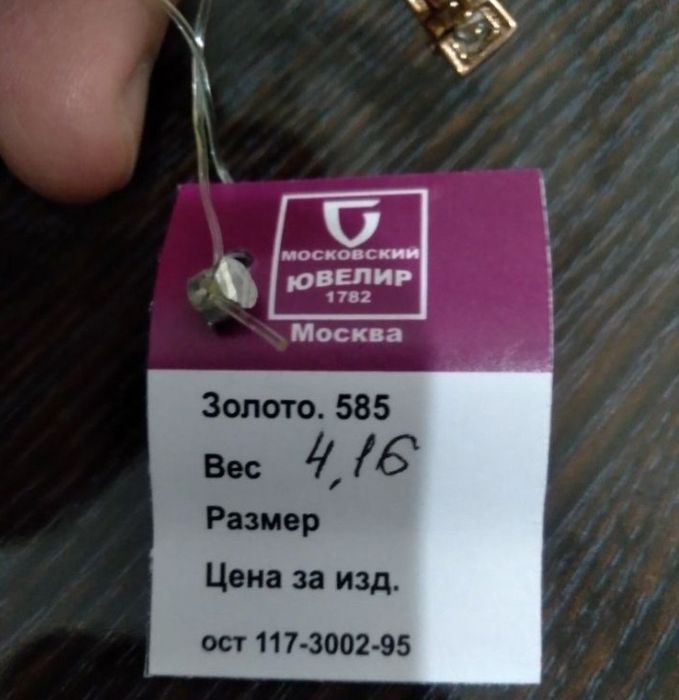 МОСКОВСКИЙ
ЮВЕЛИР
1782
Москва
Золото. 585
Вес 4,16
Размер
Цена за изд.
ост 117-3002-95